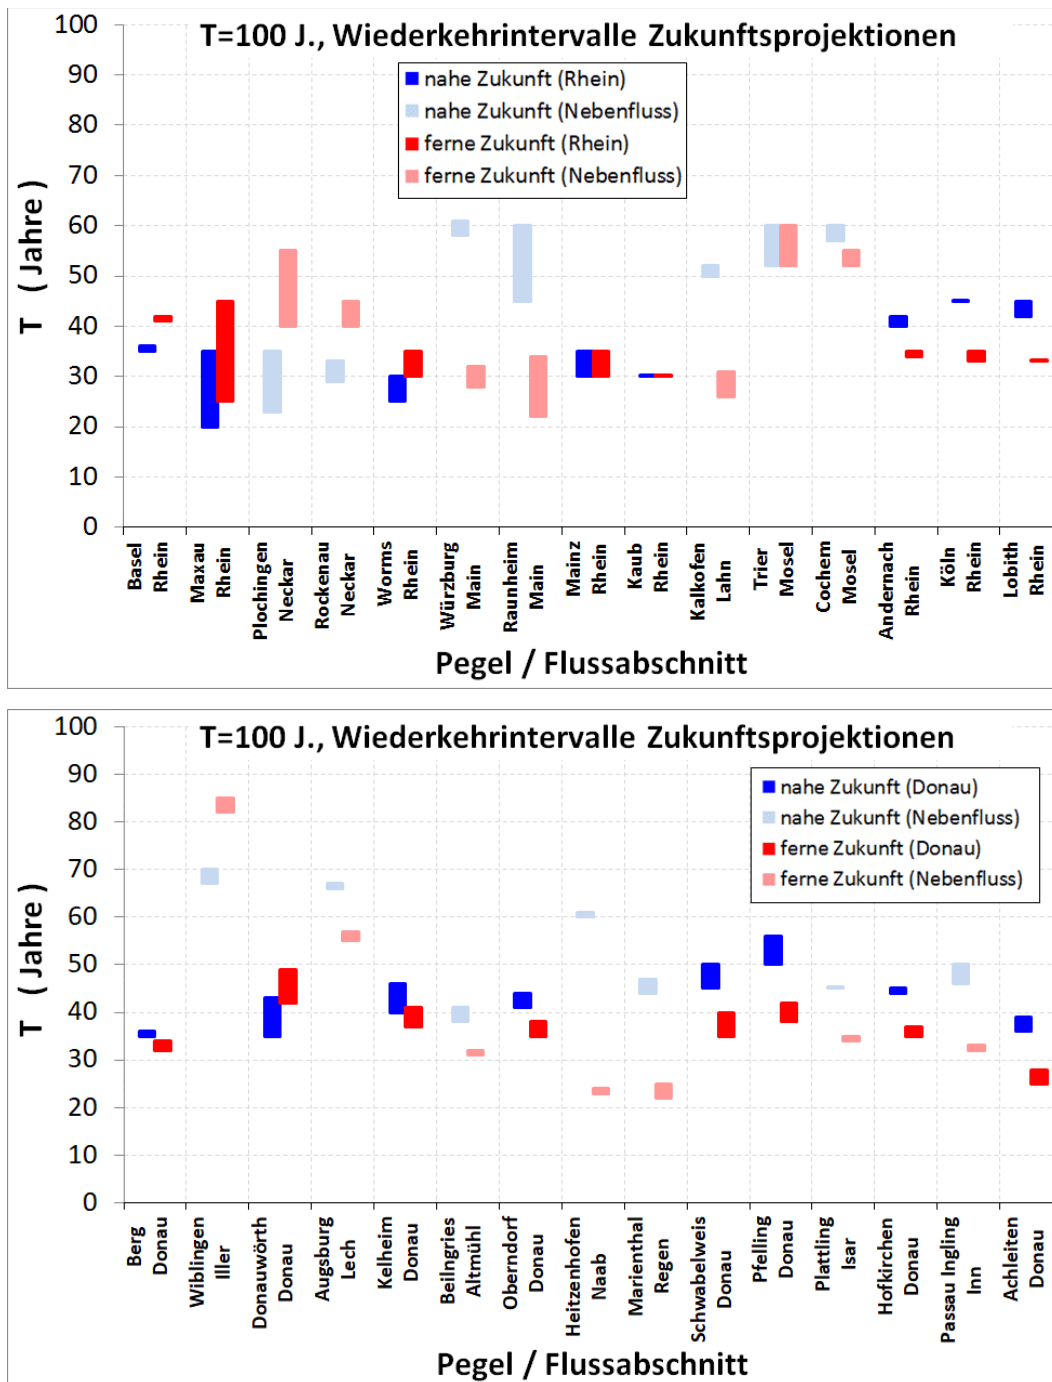 T=100 J., Wiederkehrintervalle Zukunftsprojektionen
nahe Zukunft (Rhein)
nahe Zukunft (Nebenfluss)
ferne Zukunft (Rhein)
ferne Zukunft (Nebenfluss)
T ( Jahre )
100
90
80
70
60
50
40
30
20
10
0
Basel
Rhein
Maxau
Rhein
Plochingen
Neckar
Rockenau
Neckar
Worms
Rhein
Würzburg
Main
Raunheim
Main
Mainz
Rhein
Kaub
Rhein
Kalkofen
Lahn
Trier
Mosel
Cochem
Mosel
Andernach
Rhein
Köln
Rhein
Lobith
Rhein
Pegel / Flussabschnitt
T=100 J., Wiederkehrintervalle Zukunftsprojektionen
nahe Zukunft (Donau)
nahe Zukunft (Nebenfluss)
ferne Zukunft (Donau)
ferne Zukunft (Nebenfluss)
T ( Jahre )
100
90
80
70
60
50
40
30
20
10
0
Berg
Donau
Wiblingen
Iller
Donauwörth
Donau
Augsburg
Lech
Kelheim
Donau
Beilngries
Altmühl
Oberndorf
Donau
Heitzenhofen
Naab
Marienthal
Regen
Schwabelweis
Donau
Pfelling
Donau
Plattling
Isar
Hofkirchen
Donau
Passau Ingling
Inn
Achleiten
Donau
Pegel / Flussabschnitt